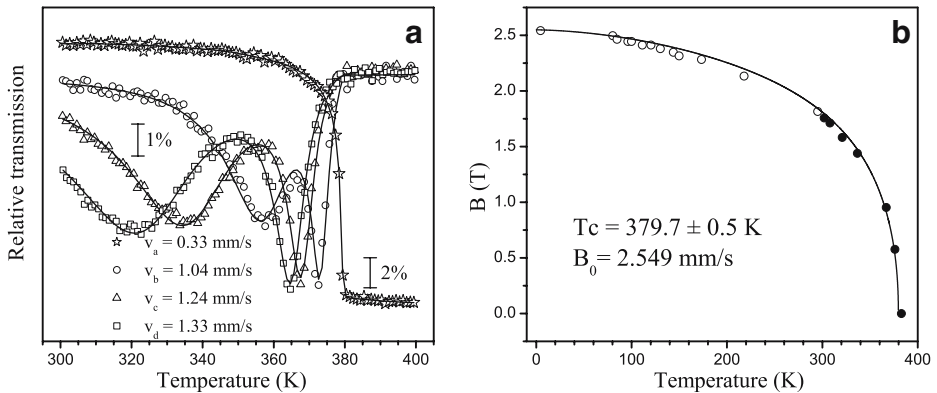 a
Relative transmission
1%
v_a = 0.33 mm/s
v_b = 1.04 mm/s
2%
v_c = 1.24 mm/s
v_d = 1.33 mm/s
300 320 340 360 380 400
Temperature (K)
b
B (T)
2.5
2.0
1.5
1.0
0.5
0.0
Tc = 379.7 ± 0.5 K
B_0= 2.549 mm/s
0 100 200 300 400
Temperature (K)